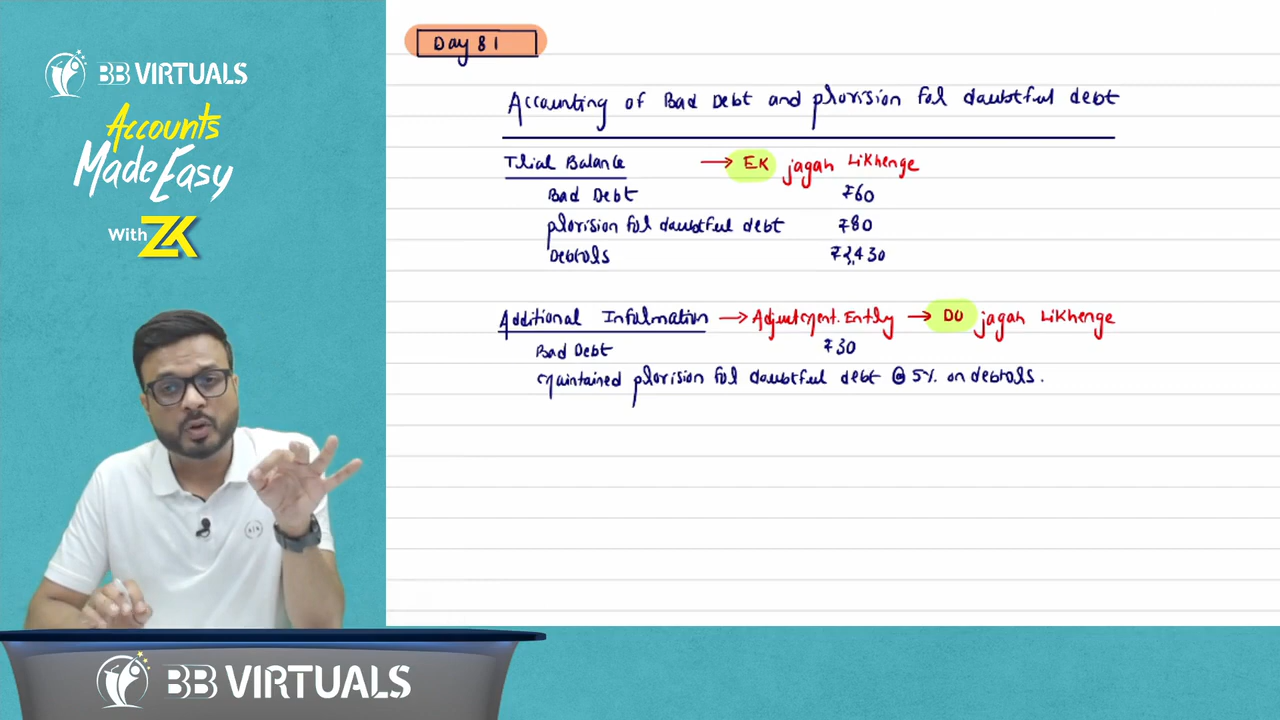 BB VIRTUALS
Accounts
Made Easy
With ZK
Day 81
Accounting of Bad Debt and provision for doubtful debt
Trial Balance → EK jagah likhenge
Bad Debt ₹60
provision for doubtful debt ₹80
Debtors ₹2,430
Additional Information → Adjustment Entry → DO jagah likhenge
Bad Debt ₹30
Maintained provision for doubtful debt @ 5% on debtors.
BB VIRTUALS